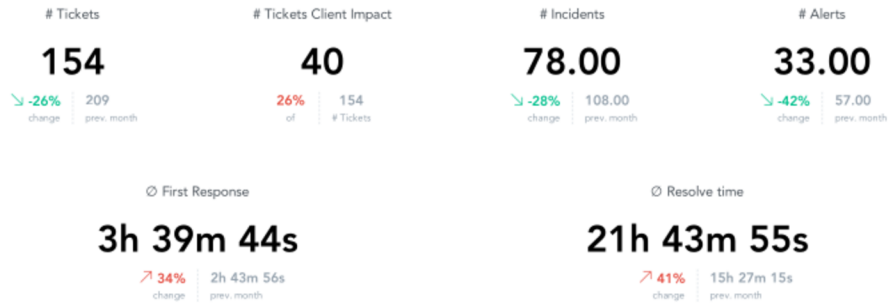 # Tickets
154
-26% 209
change prev. month
# Tickets Client Impact
40
26% 154
of # Tickets
# Incidents
78.00
-28% 108.00
change prev. month
# Alerts
33.00
-42% 57.00
change prev. month
∅ First Response
3h 39m 44s
34% 2h 43m 56s
change prev. month
∅ Resolve time
21h 43m 55s
41% 15h 27m 15s
change prev. month